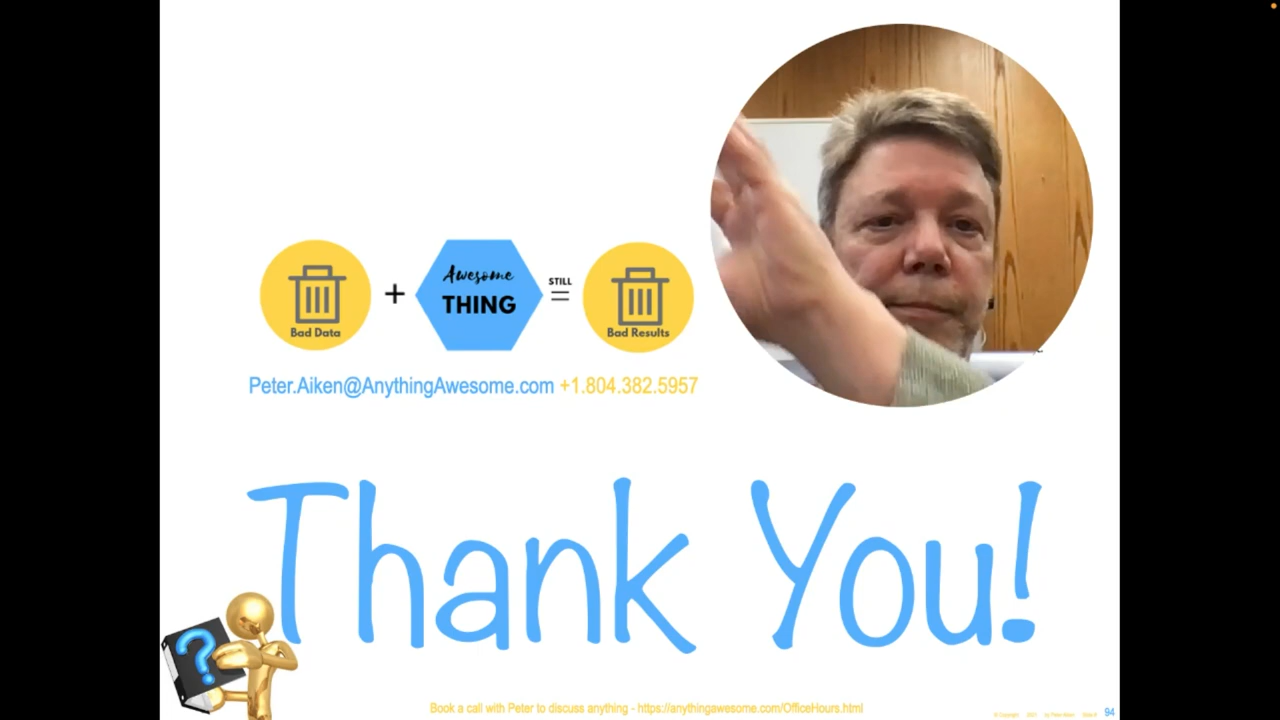 Awesome
THING
STILL
Bad Data
+
=
Bad Results
Peter.Aiken@AnythingAwesome.com +1.804.382.5957
Thank You!
?
Book a call with Peter to discuss anything - https://anythingawesome.com/OfficeHours.html
94